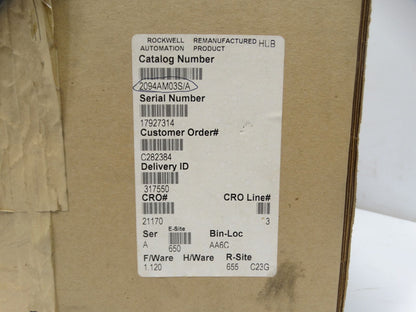 ROCKWELL REMANUFACTURED HUB
AUTOMATION PRODUCT
Catalog Number
2094AM03S/A
Serial Number
17927314
Customer Order#
C282384
Delivery ID
317550
CRO# CRO Line#
21170 3
Ser E-Site Bin-Loc
A 650 AA6C
F/Ware H/Ware R-Site
1.120 655 C23G